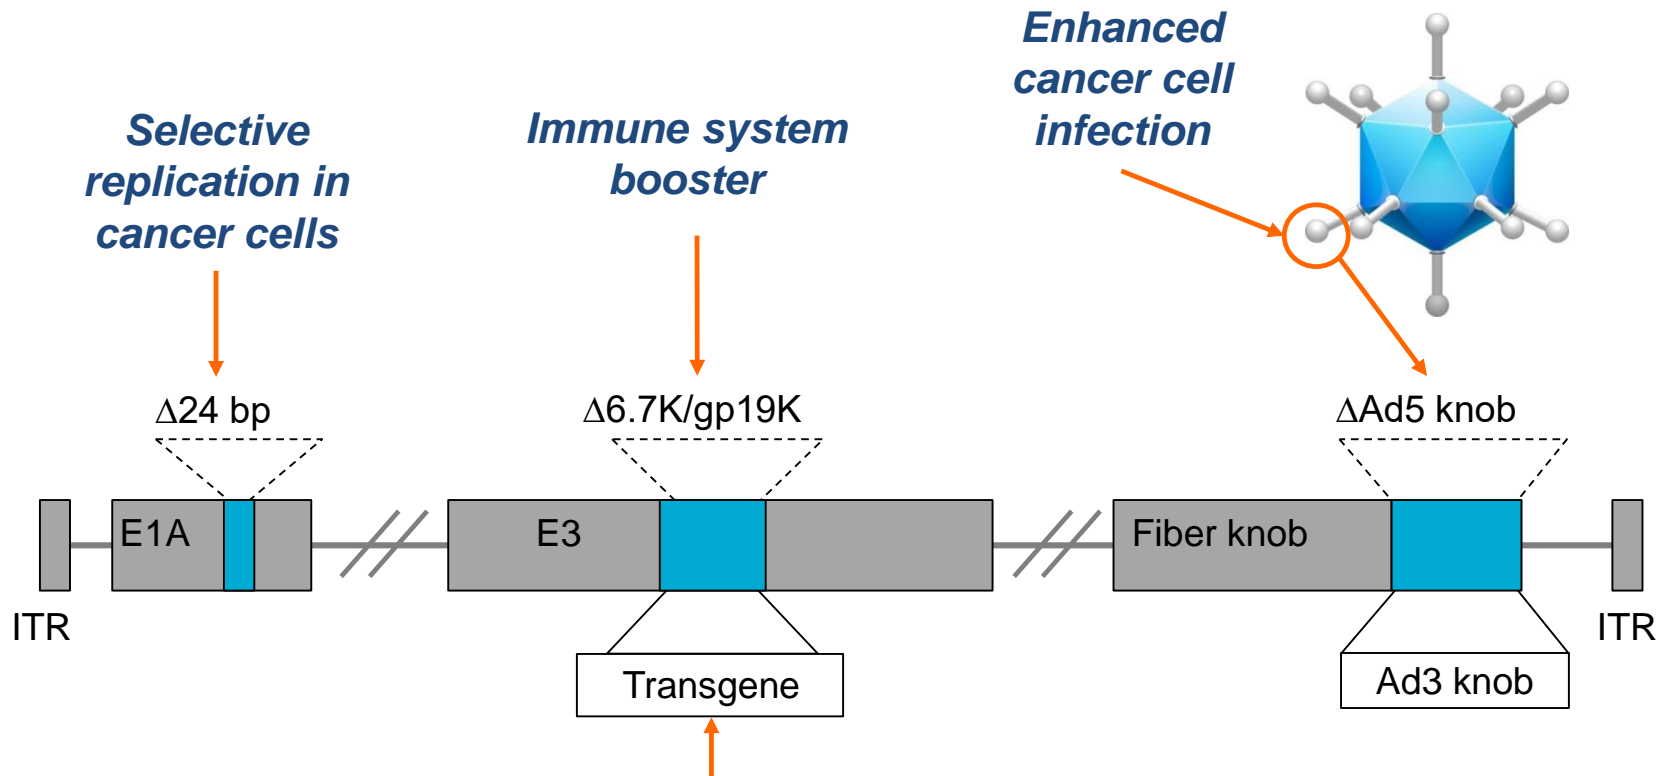 Selective
replication in
cancer cells
Immune system
booster
Enhanced
cancer cell
infection
Δ24 bp
Δ6.7K/gp19K
ΔAd5 knob
E1A
E3
Fiber knob
ITR
ITR
Transgene
Ad3 knob